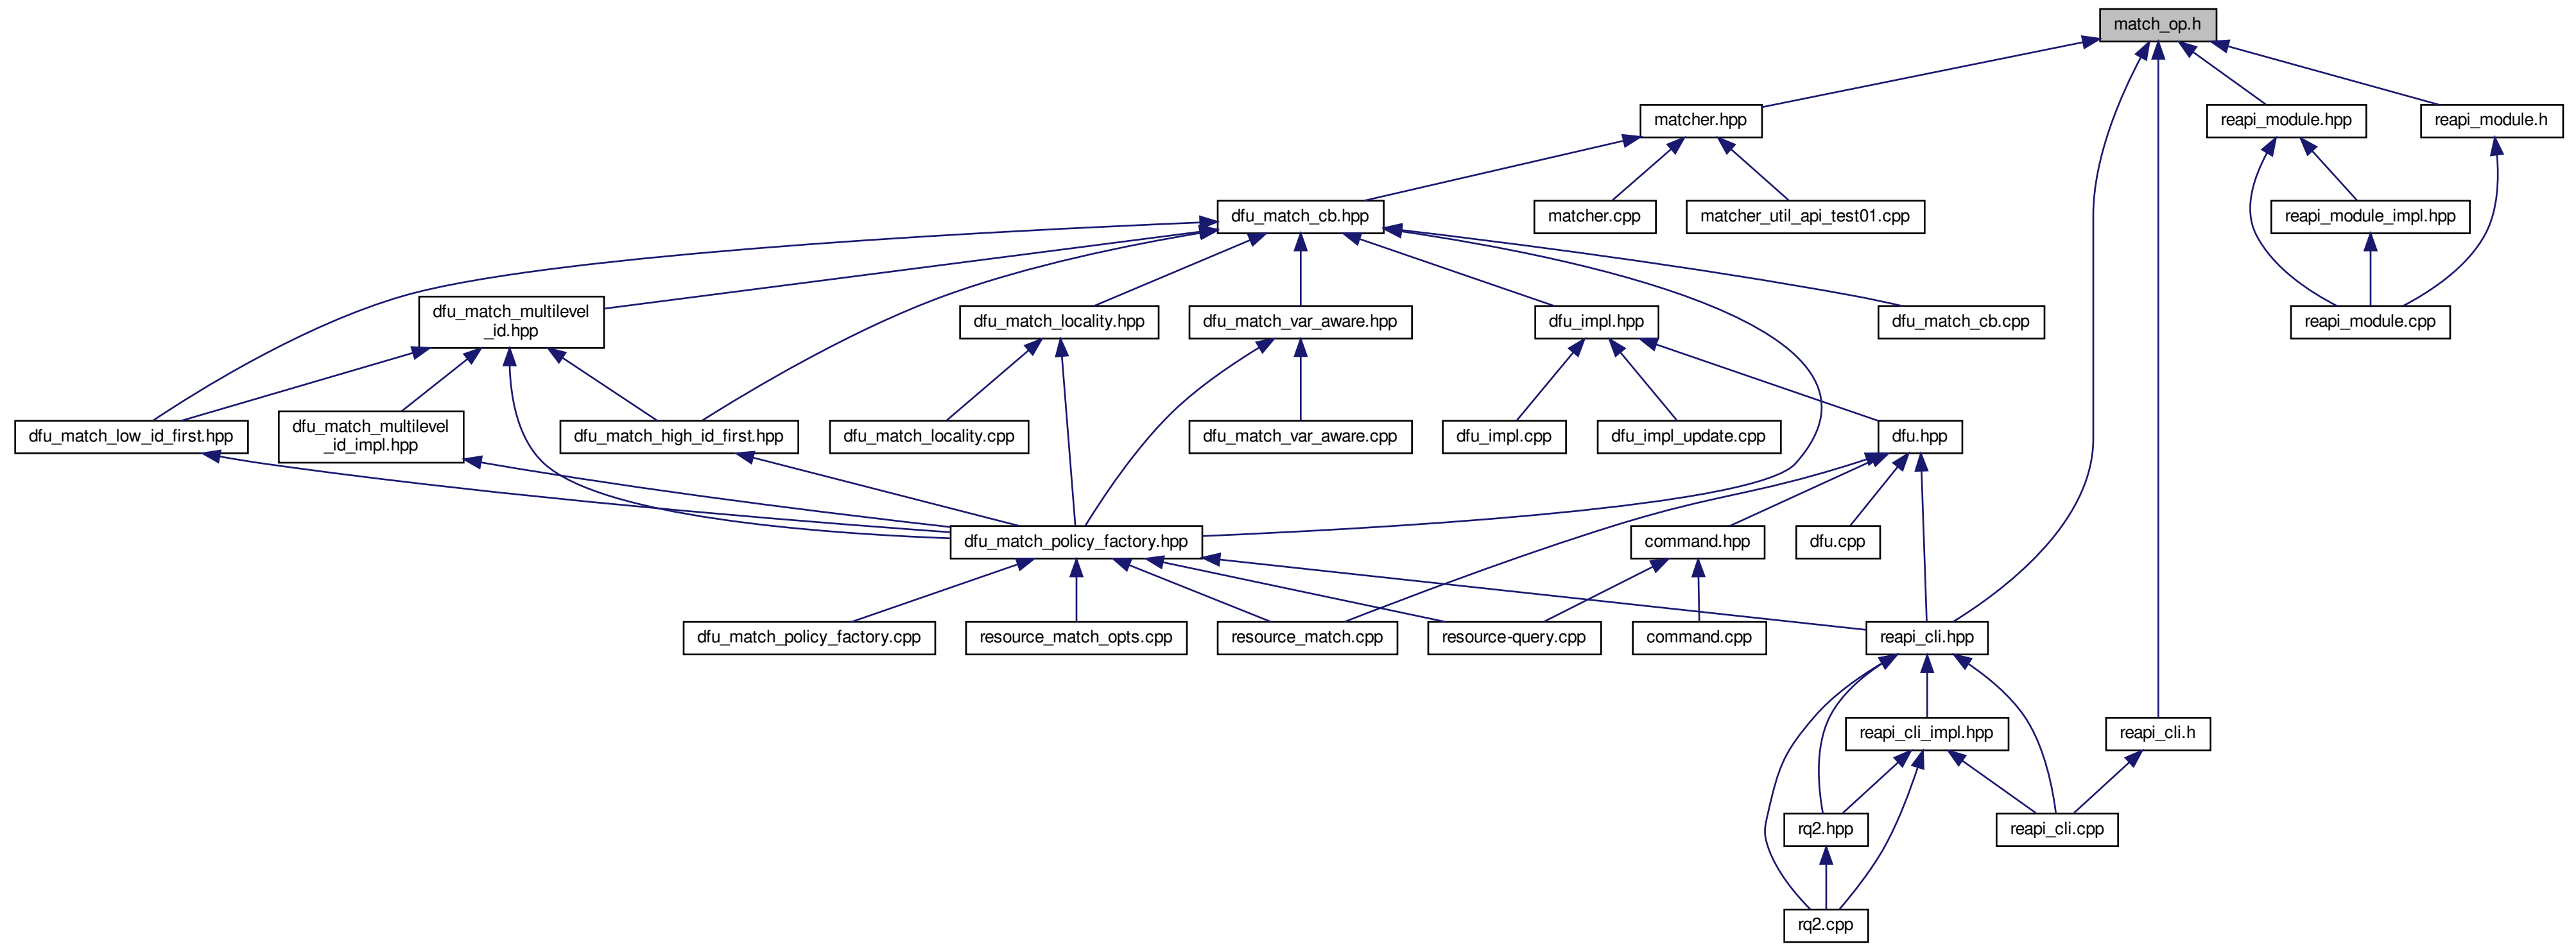 match_op.h
matcher.hpp
reapi_module.hpp
reapi_module.h
dfu_match_cb.hpp
matcher.cpp
matcher_util_api_test01.cpp
reapi_module_impl.hpp
dfu_match_multilevel
_id.hpp
dfu_match_locality.hpp
dfu_match_var_aware.hpp
dfu_impl.hpp
dfu_match_cb.cpp
reapi_module.cpp
dfu_match_low_id_first.hpp
dfu_match_multilevel
_id_impl.hpp
dfu_match_high_id_first.hpp
dfu_match_locality.cpp
dfu_match_var_aware.cpp
dfu_impl.cpp
dfu_impl_update.cpp
dfu.hpp
dfu_match_policy_factory.hpp
command.hpp
dfu.cpp
dfu_match_policy_factory.cpp
resource_match_opts.cpp
resource_match.cpp
resource-query.cpp
command.cpp
reapi_cli.hpp
reapi_cli_impl.hpp
reapi_cli.h
rq2.hpp
reapi_cli.cpp
rq2.cpp